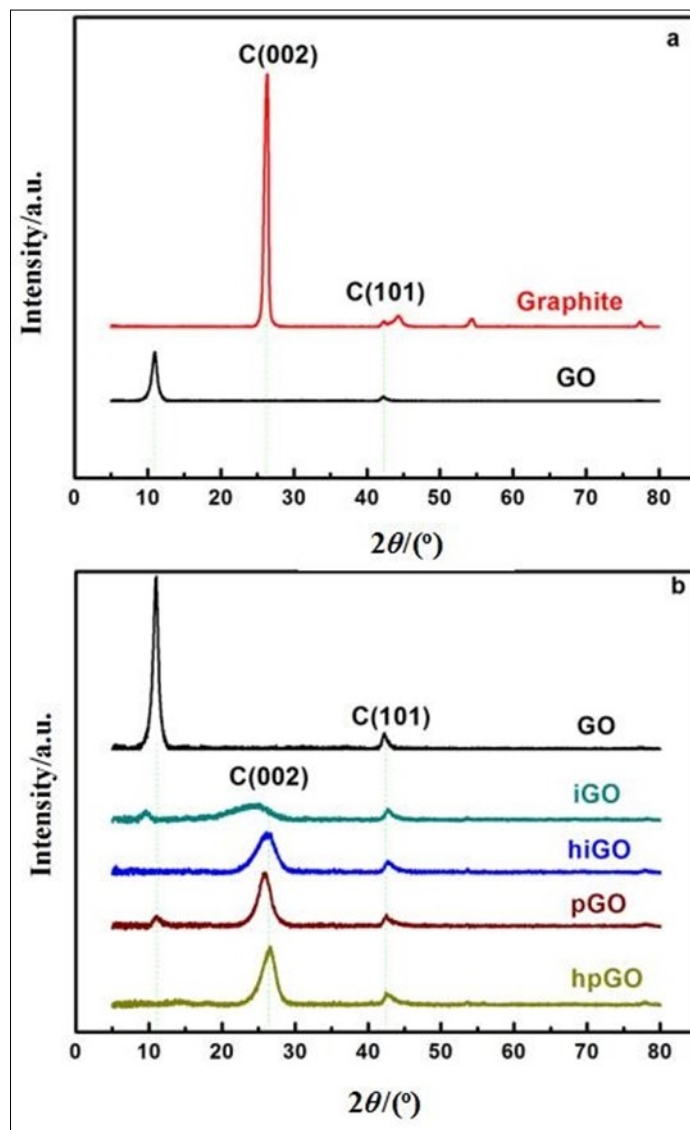 a
C(002)
C(101)
Graphite
GO
Intensity/a.u.
0 10 20 30 40 50 60 70 80
2θ/(º)
b
GO
C(101)
C(002)
iGO
hiGO
pGO
hpGO
Intensity/a.u.
0 10 20 30 40 50 60 70 80
2θ/(º)